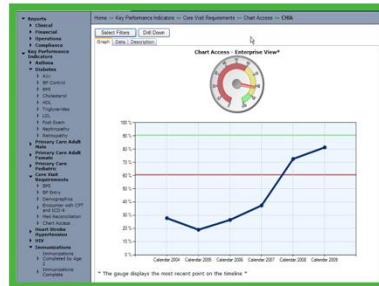 Reports
Clinical
Financial
Operations
Compliance
Key Performance
Indicators
Asthma
Diabetes
A1c
BP Control
BMI
Cholesterol
HDL
Triglycerides
LDL
Foot Exam
Nephropathy
Retinopathy
Primary Care Adult
Male
Primary Care Adult
Female
Primary Care
Pediatric
Core Visit
Requirements
BMI
BP Entry
Demographics
Encounter with CPT
and ICD-9
Med Reconciliation
Chart Access
Heart Stroke
Hypertension
HIV
Immunizations
Immunizations
Completed by Age
2
Immunizations
Complete
Home Key Performance Indicators Core Visit Requirements Chart Access CHIA
Select Filters Drill Down
Graph Data Description
Chart Access - Enterprise View*
100%
90%
80%
70%
60%
50%
40%
30%
20%
10%
Calendar 2004 Calendar 2005 Calendar 2006 Calendar 2007 Calendar 2008 Calendar 2009
* The gauge displays the most recent point on the timeline *